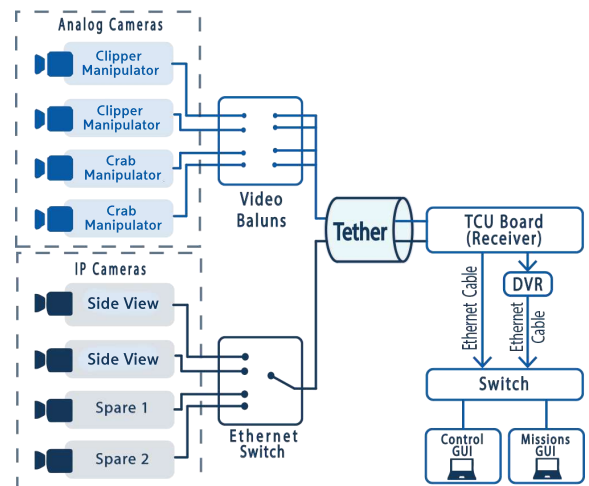 Analog Cameras
Clipper
Manipulator
Clipper
Manipulator
Crab
Manipulator
Crab
Manipulator
Video
Baluns
IP Cameras
Side View
Side View
Spare 1
Spare 2
Ethernet
Switch
Tether
TCU Board
(Receiver)
Ethernet Cable
DVR
Ethernet
Cable
Switch
Control
GUI
Missions
GUI